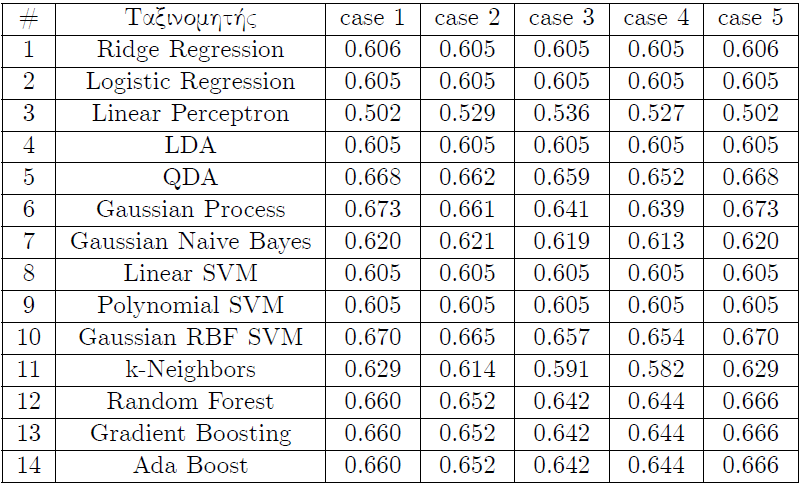 # Ταξινομητής case 1 case 2 case 3 case 4 case 5
1 Ridge Regression 0.606 0.605 0.605 0.605 0.606
2 Logistic Regression 0.605 0.605 0.605 0.605 0.605
3 Linear Perceptron 0.502 0.529 0.536 0.527 0.502
4 LDA 0.605 0.605 0.605 0.605 0.605
5 QDA 0.668 0.662 0.659 0.652 0.668
6 Gaussian Process 0.673 0.661 0.641 0.639 0.673
7 Gaussian Naive Bayes 0.620 0.621 0.619 0.613 0.620
8 Linear SVM 0.605 0.605 0.605 0.605 0.605
9 Polynomial SVM 0.605 0.605 0.605 0.605 0.605
10 Gaussian RBF SVM 0.670 0.665 0.657 0.654 0.670
11 k-Neighbors 0.629 0.614 0.591 0.582 0.629
12 Random Forest 0.660 0.652 0.642 0.644 0.666
13 Gradient Boosting 0.660 0.652 0.642 0.644 0.666
14 Ada Boost 0.660 0.652 0.642 0.644 0.666